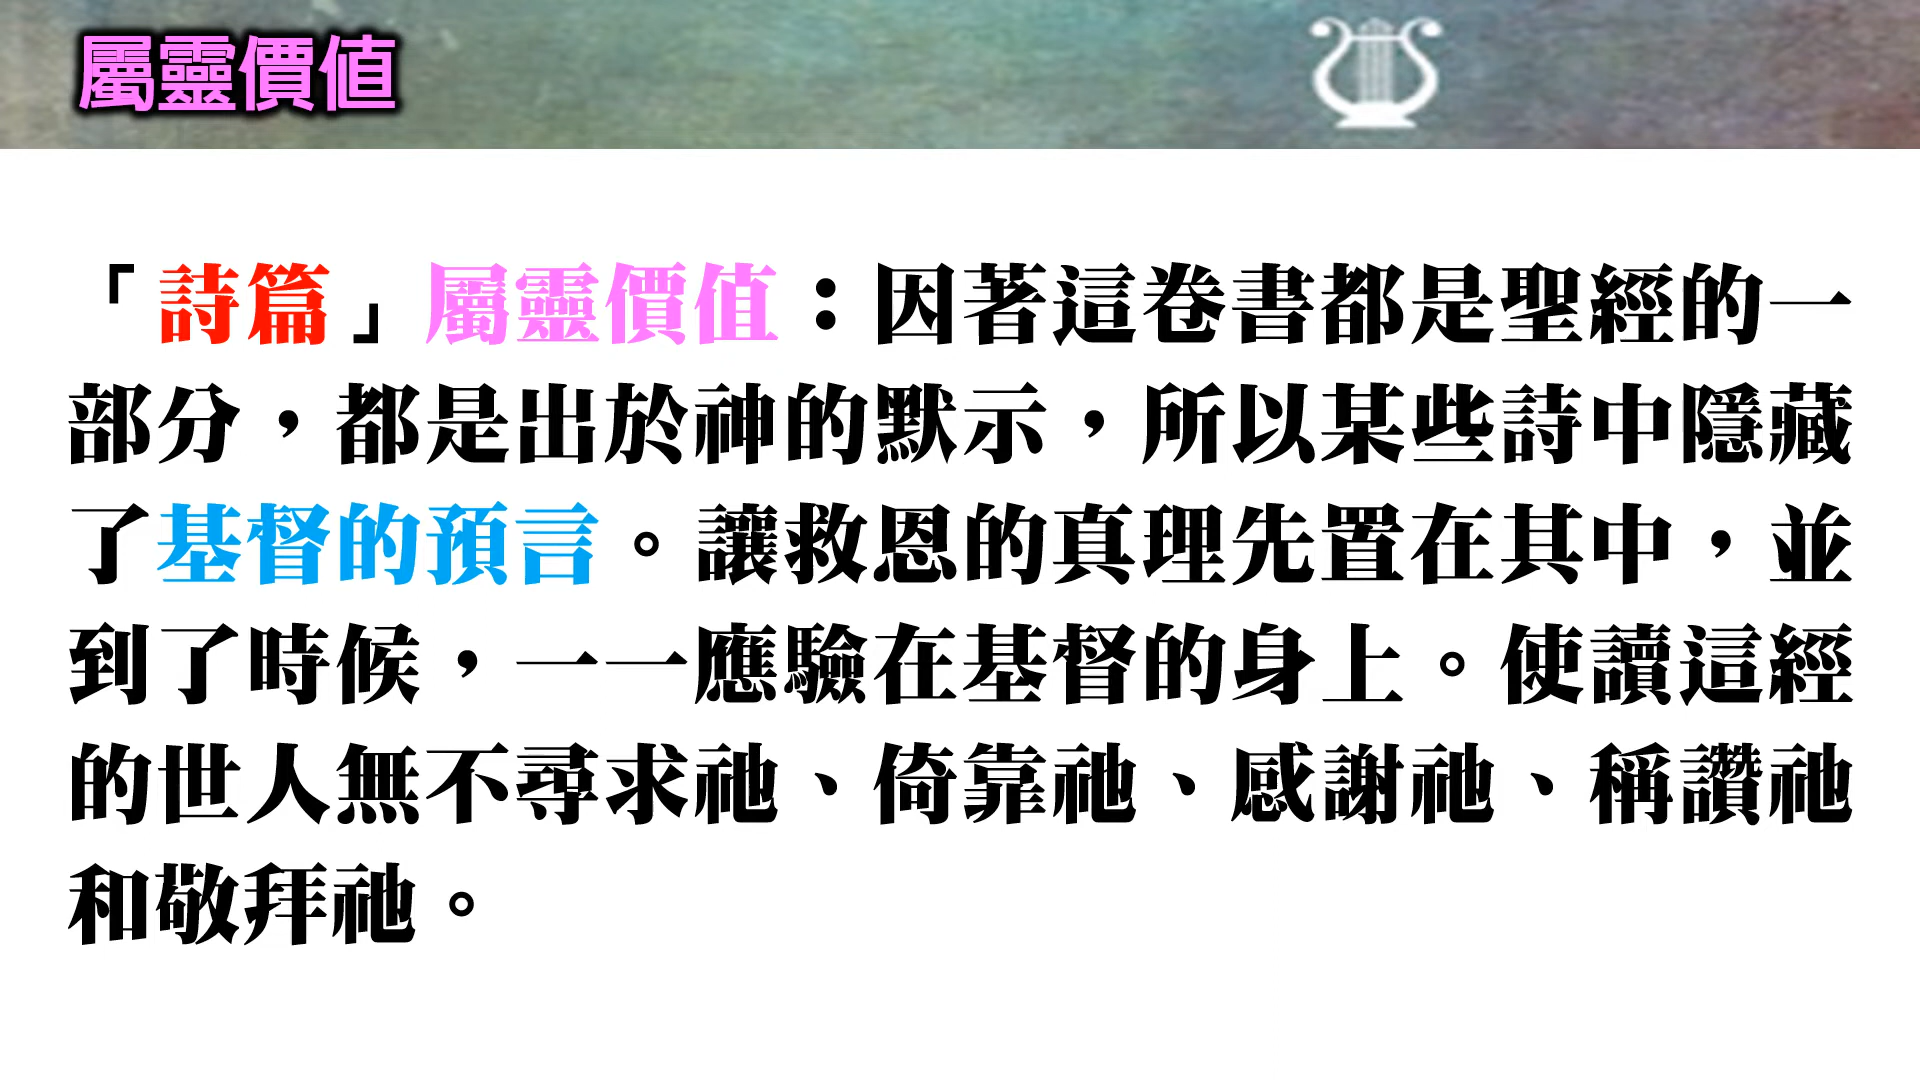 屬靈價值
「詩篇」屬靈價值：因著這卷書都是聖經的一
部分，都是出於神的默示，所以某些詩中隱藏
了基督的預言。讓救恩的真理先置在其中，並
到了時候，一一應驗在基督的身上。使讀這經
的世人無不尋求祂、倚靠祂、感謝祂、稱讚祂
和敬拜祂。